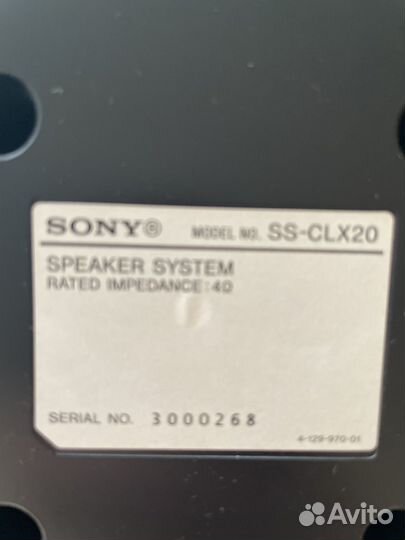 SONY® MODEL NO. SS-CLX20
SPEAKER SYSTEM
RATED IMPEDANCE:4Ω
SERIAL NO. 3000268
4-129-970-01
Avito